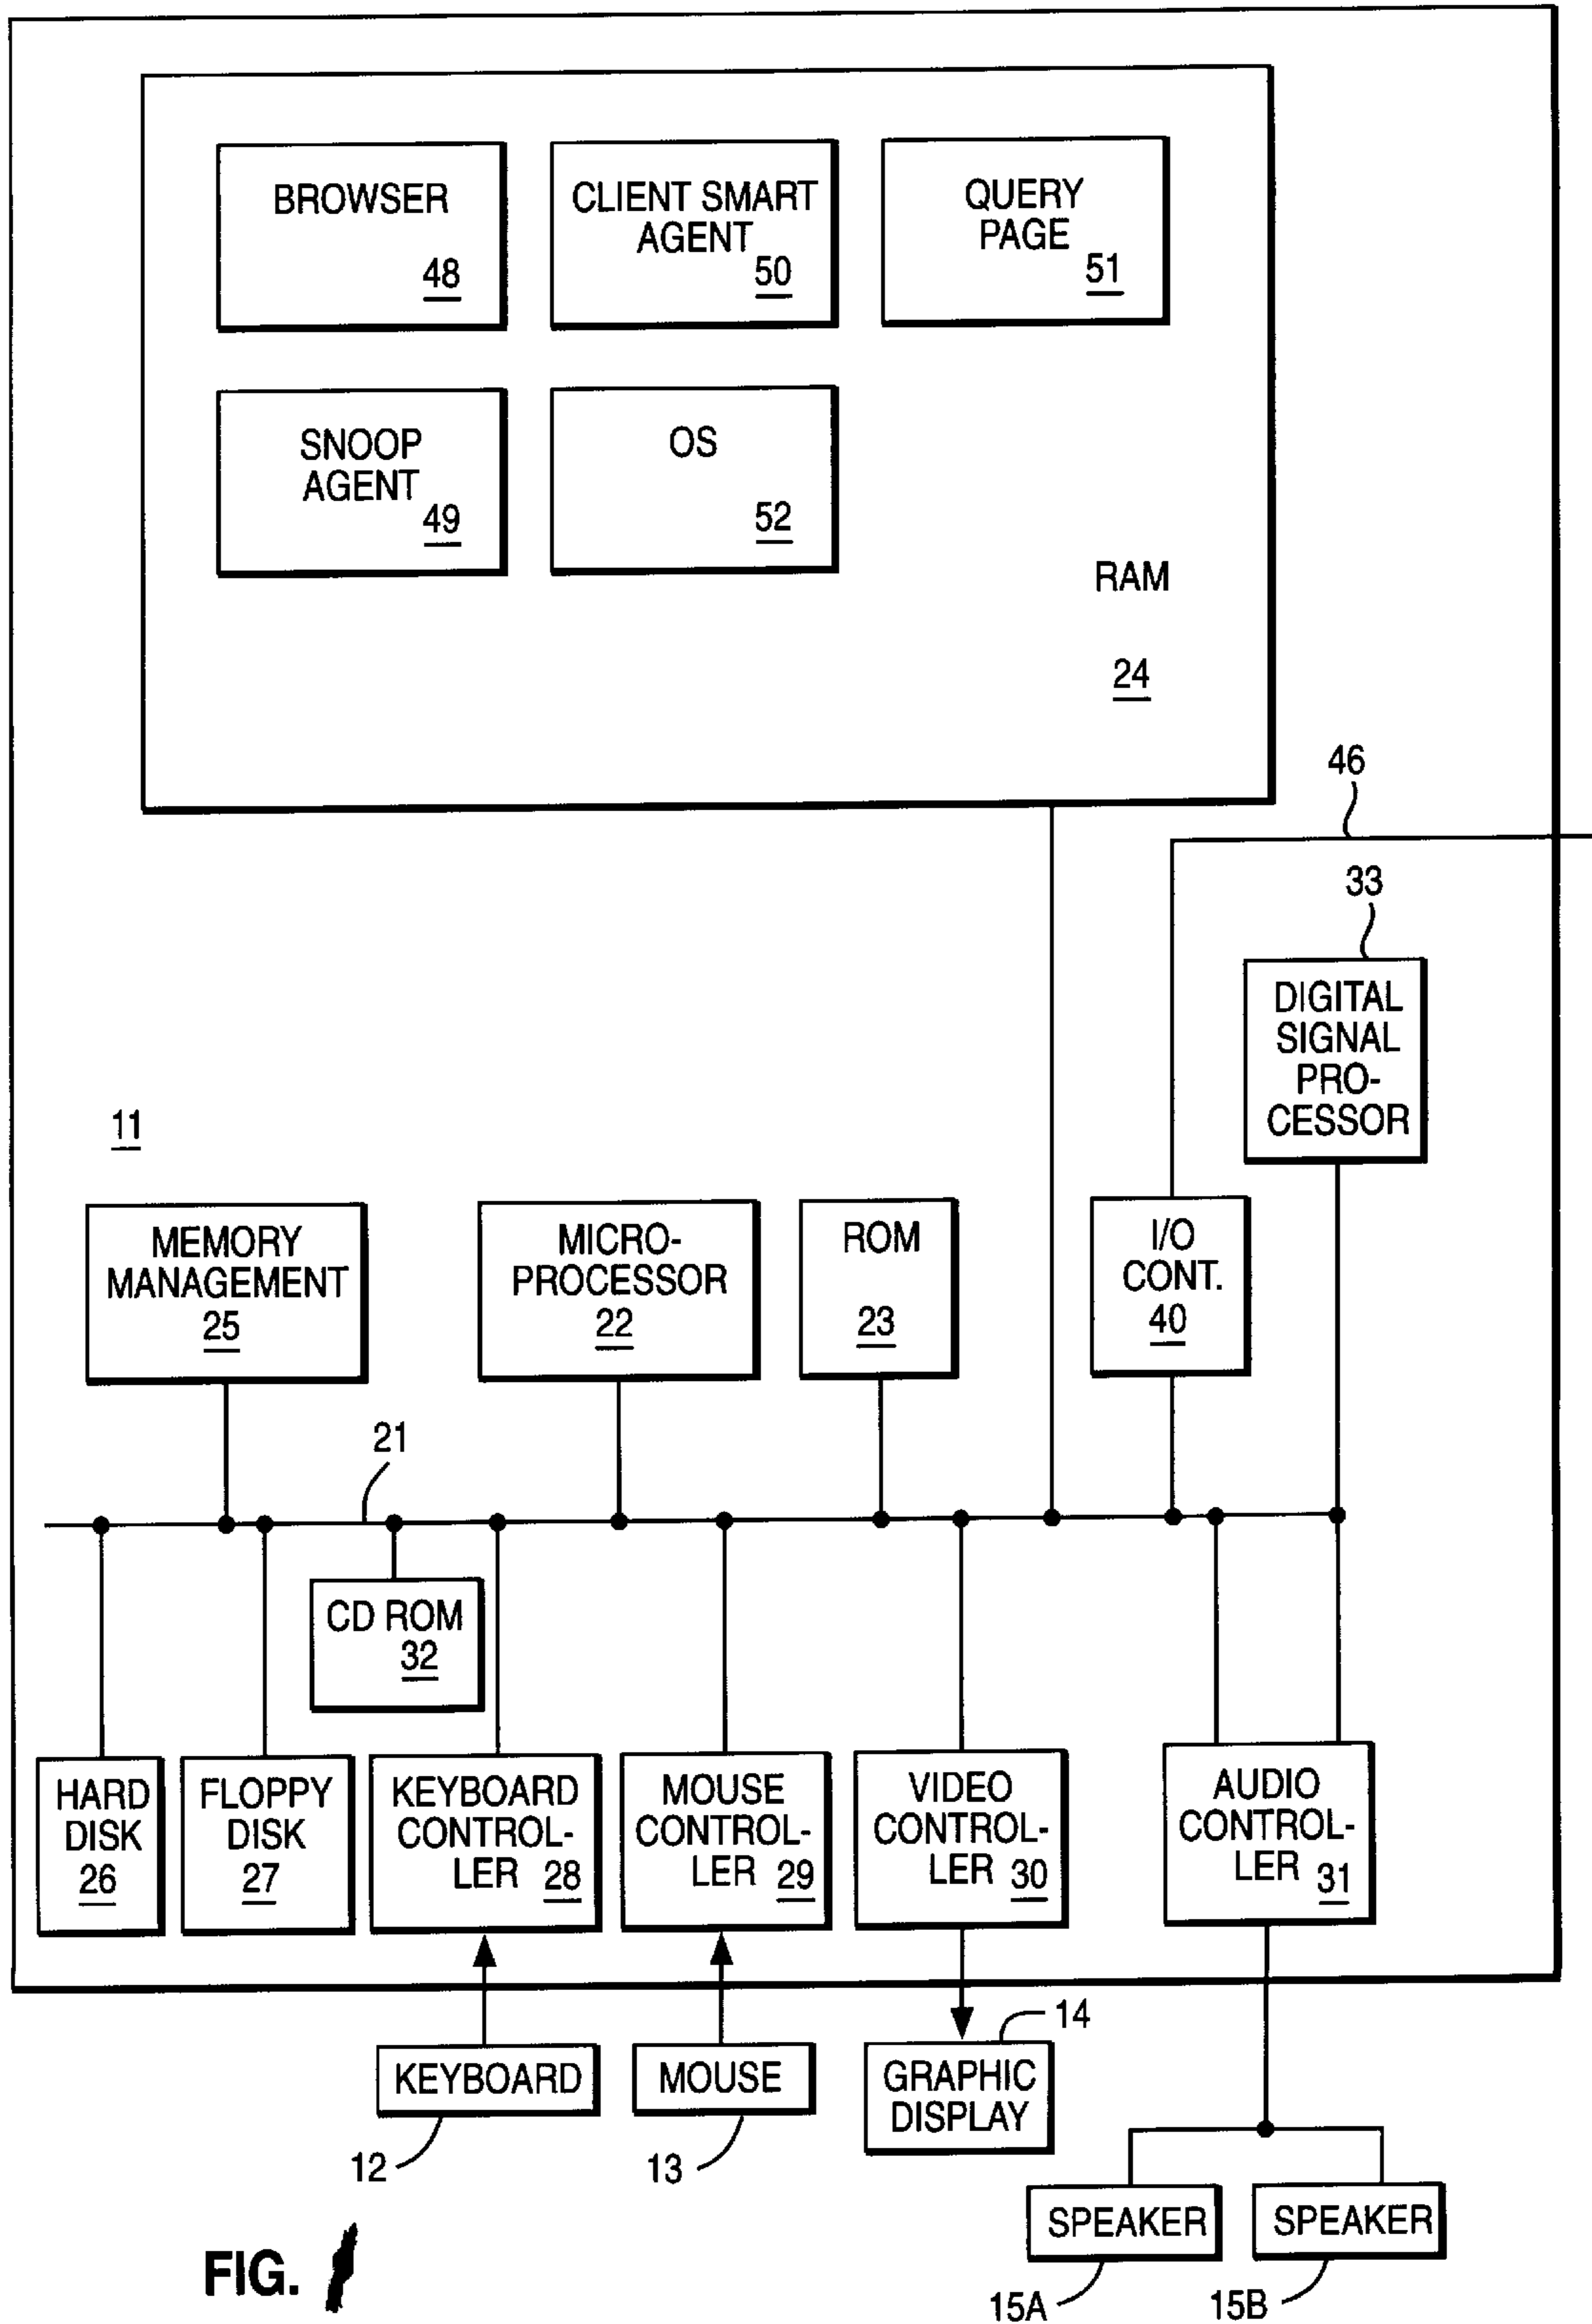 BROWSER
48
CLIENT SMART
AGENT
50
QUERY
PAGE
51
SNOOP
AGENT
49
OS
52
RAM
24
46
33
DIGITAL
SIGNAL
PRO-
CESSOR
11
MEMORY
MANAGEMENT
25
MICRO-
PROCESSOR
22
ROM
23
I/O
CONT.
40
21
CD ROM
32
HARD
DISK
26
FLOPPY
DISK
27
KEYBOARD
CONTROL-
LER 28
MOUSE
CONTROL-
LER 29
VIDEO
CONTROL-
LER 30
AUDIO
CONTROL-
LER 31
KEYBOARD
12
MOUSE
13
14
GRAPHIC
DISPLAY
SPEAKER
15A
SPEAKER
15B
FIG. 1